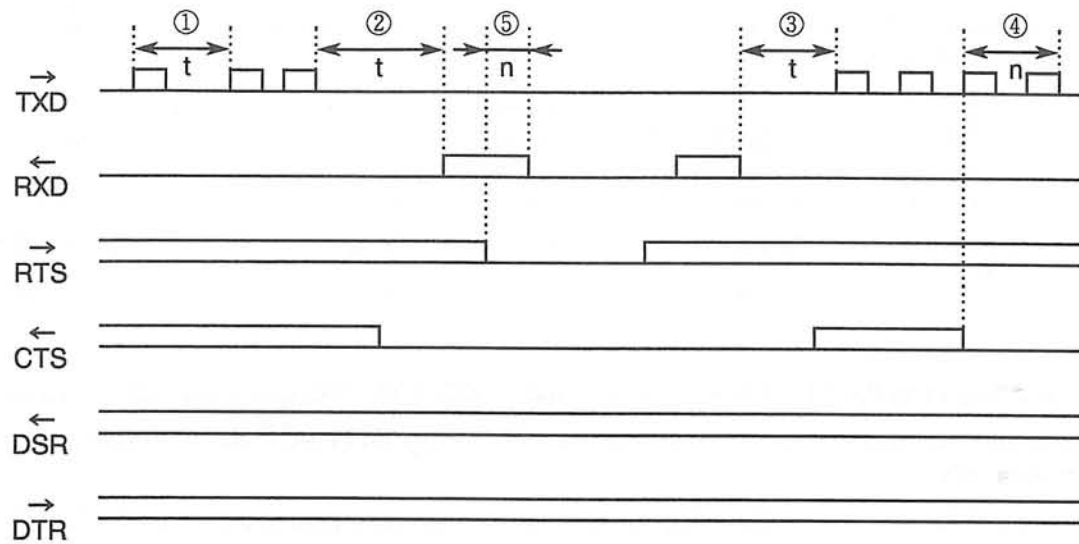 ① ② ⑤ ③ ④
t t n t n
→
TXD
←
RXD
→
RTS
←
CTS
←
DSR
→
DTR